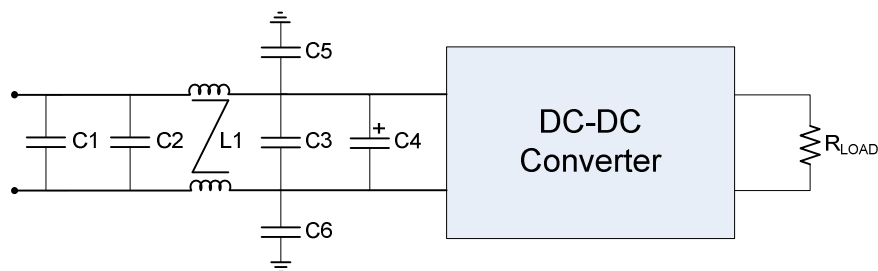 C5
C1
C2
L1
C3
+
C4
DC-DC
Converter
RLOAD
C6